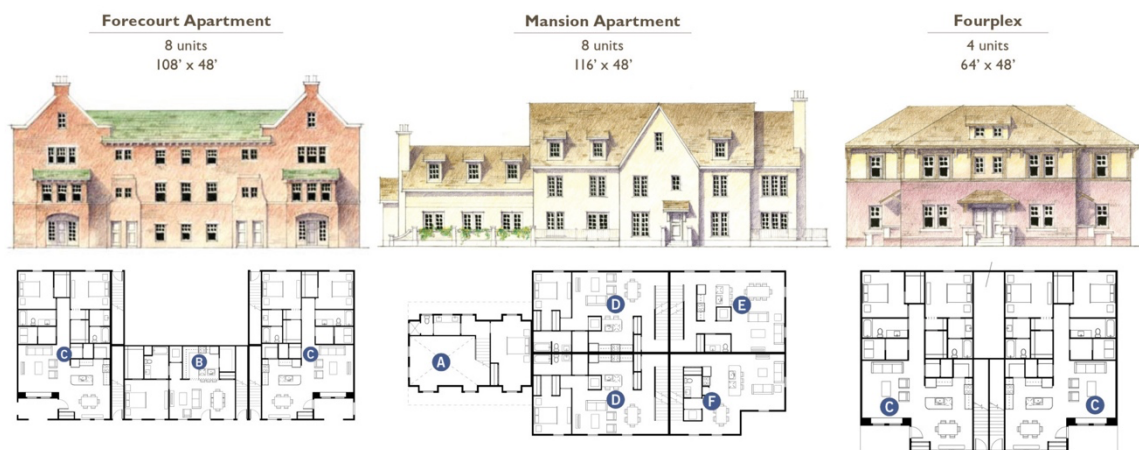 Forecourt Apartment
8 units
108' x 48'
Mansion Apartment
8 units
116' x 48'
Fourplex
4 units
64' x 48'
C
B
C
A
D
E
D
F
C
C